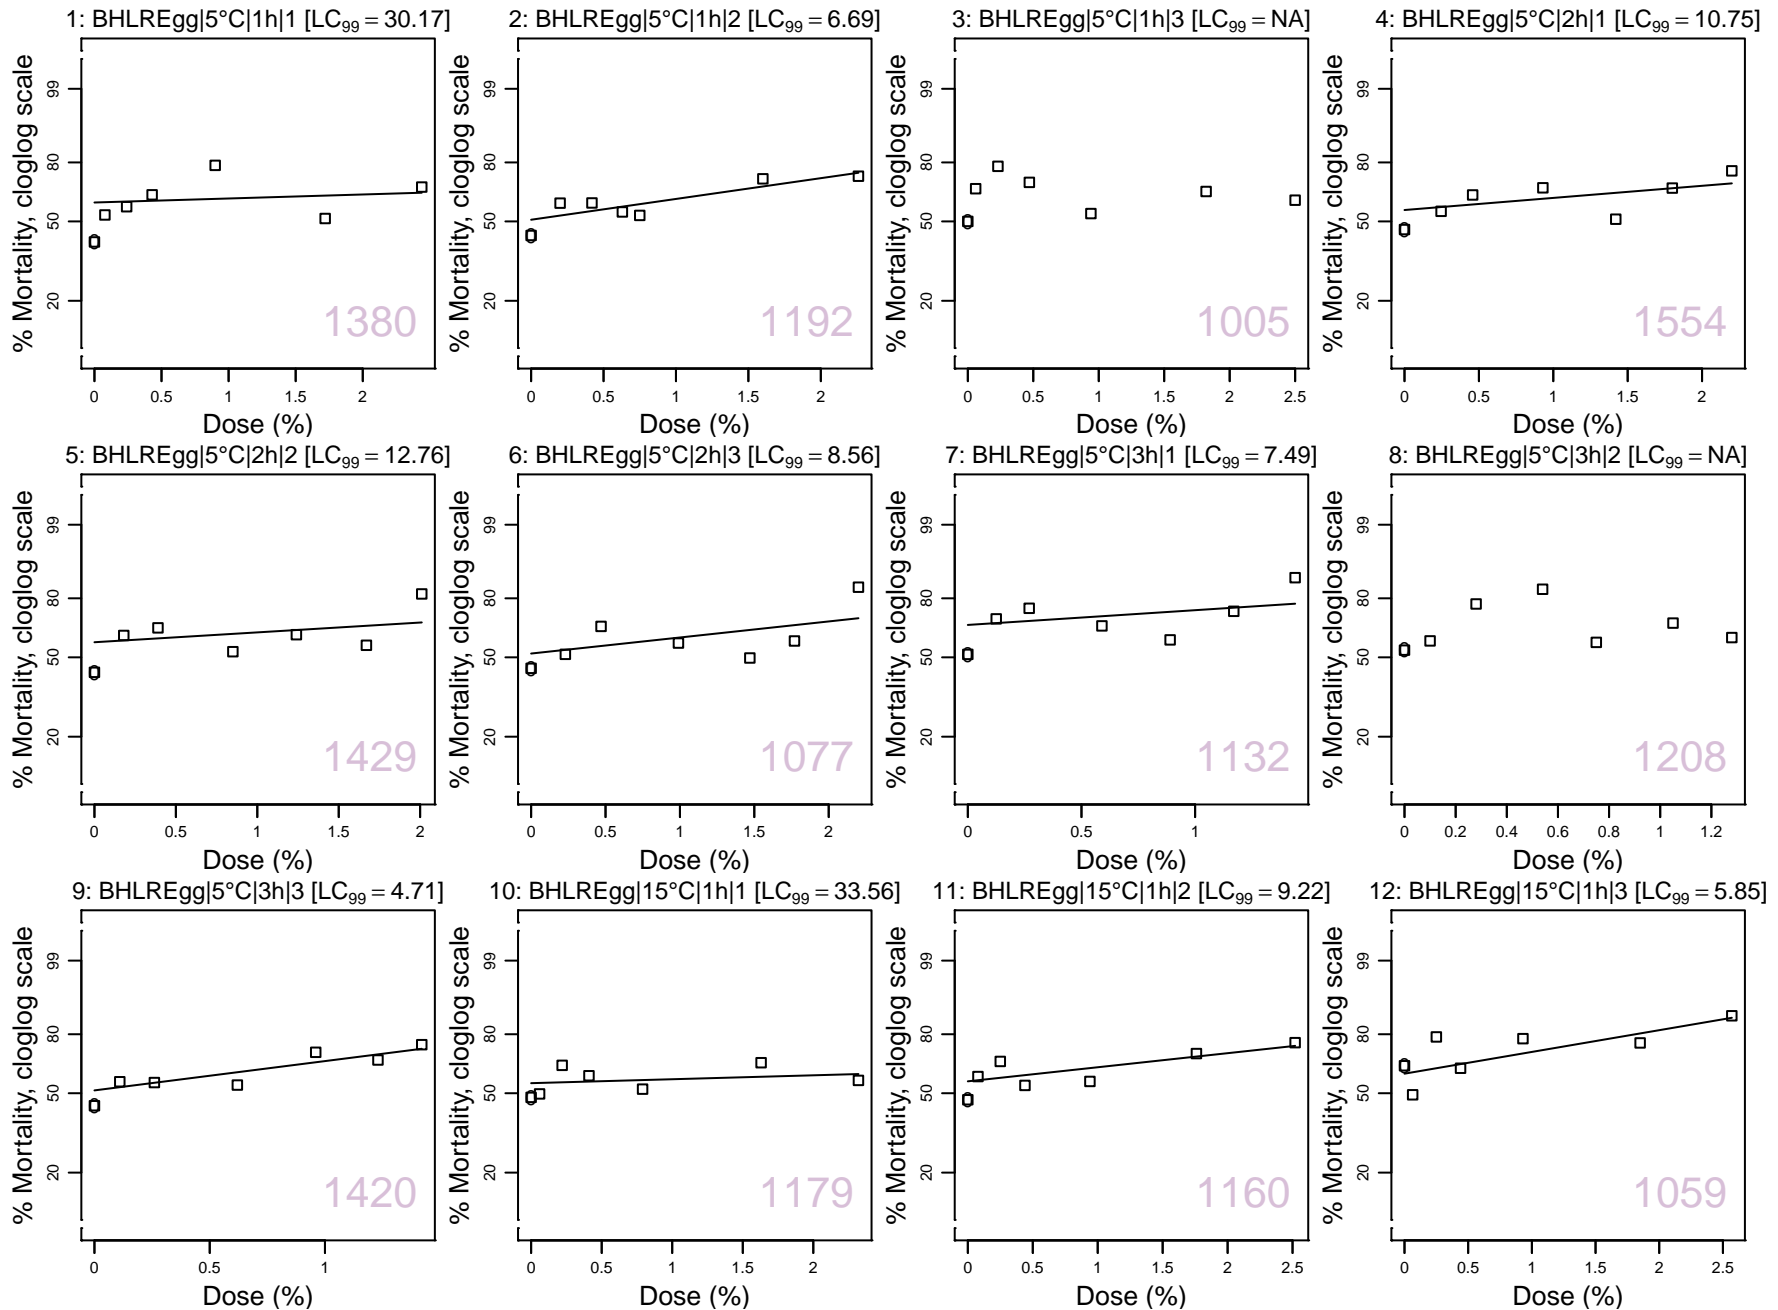 1: BHLREgg|5°C|1h|1 [LC99 = 30.17]
% Mortality, cloglog scale
99
80
50
20
1380
0 0.5 1 1.5 2
Dose (%)
2: BHLREgg|5°C|1h|2 [LC99 = 6.69]
% Mortality, cloglog scale
99
80
50
20
1192
0 0.5 1 1.5 2
Dose (%)
3: BHLREgg|5°C|1h|3 [LC99 = NA]
% Mortality, cloglog scale
99
80
50
20
1005
0 0.5 1 1.5 2 2.5
Dose (%)
4: BHLREgg|5°C|2h|1 [LC99 = 10.75]
% Mortality, cloglog scale
99
80
50
20
1554
0 0.5 1 1.5 2
Dose (%)
5: BHLREgg|5°C|2h|2 [LC99 = 12.76]
% Mortality, cloglog scale
99
80
50
20
1429
0 0.5 1 1.5 2
Dose (%)
6: BHLREgg|5°C|2h|3 [LC99 = 8.56]
% Mortality, cloglog scale
99
80
50
20
1077
0 0.5 1 1.5 2
Dose (%)
7: BHLREgg|5°C|3h|1 [LC99 = 7.49]
% Mortality, cloglog scale
99
80
50
20
1132
0 0.5 1
Dose (%)
8: BHLREgg|5°C|3h|2 [LC99 = NA]
% Mortality, cloglog scale
99
80
50
20
1208
0 0.2 0.4 0.6 0.8 1 1.2
Dose (%)
9: BHLREgg|5°C|3h|3 [LC99 = 4.71]
% Mortality, cloglog scale
99
80
50
20
1420
0 0.5 1
Dose (%)
10: BHLREgg|15°C|1h|1 [LC99 = 33.56]
% Mortality, cloglog scale
99
80
50
20
1179
0 0.5 1 1.5 2
Dose (%)
11: BHLREgg|15°C|1h|2 [LC99 = 9.22]
% Mortality, cloglog scale
99
80
50
20
1160
0 0.5 1 1.5 2 2.5
Dose (%)
12: BHLREgg|15°C|1h|3 [LC99 = 5.85]
% Mortality, cloglog scale
99
80
50
20
1059
0 0.5 1 1.5 2 2.5
Dose (%)